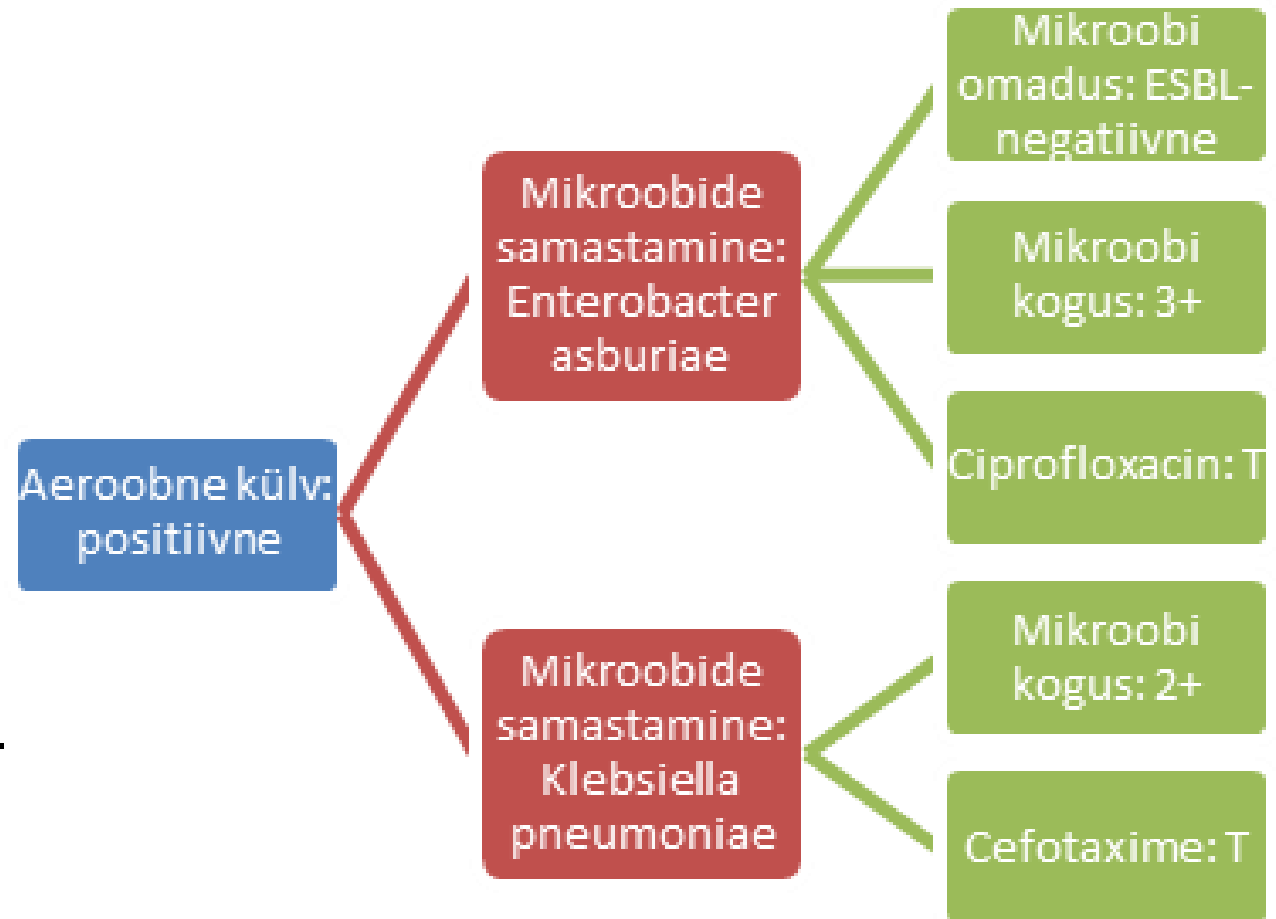 Aeroobne külv:
positiivne
Mikroobide
samastamine:
Enterobacter
asburiae
Mikroobi
omadus: ESBL-
negatiivne
Mikroobi
kogus: 3+
Ciprofloxacin: T
Mikroobide
samastamine:
Klebsiella
pneumoniae
Mikroobi
kogus: 2+
Cefotaxime: T